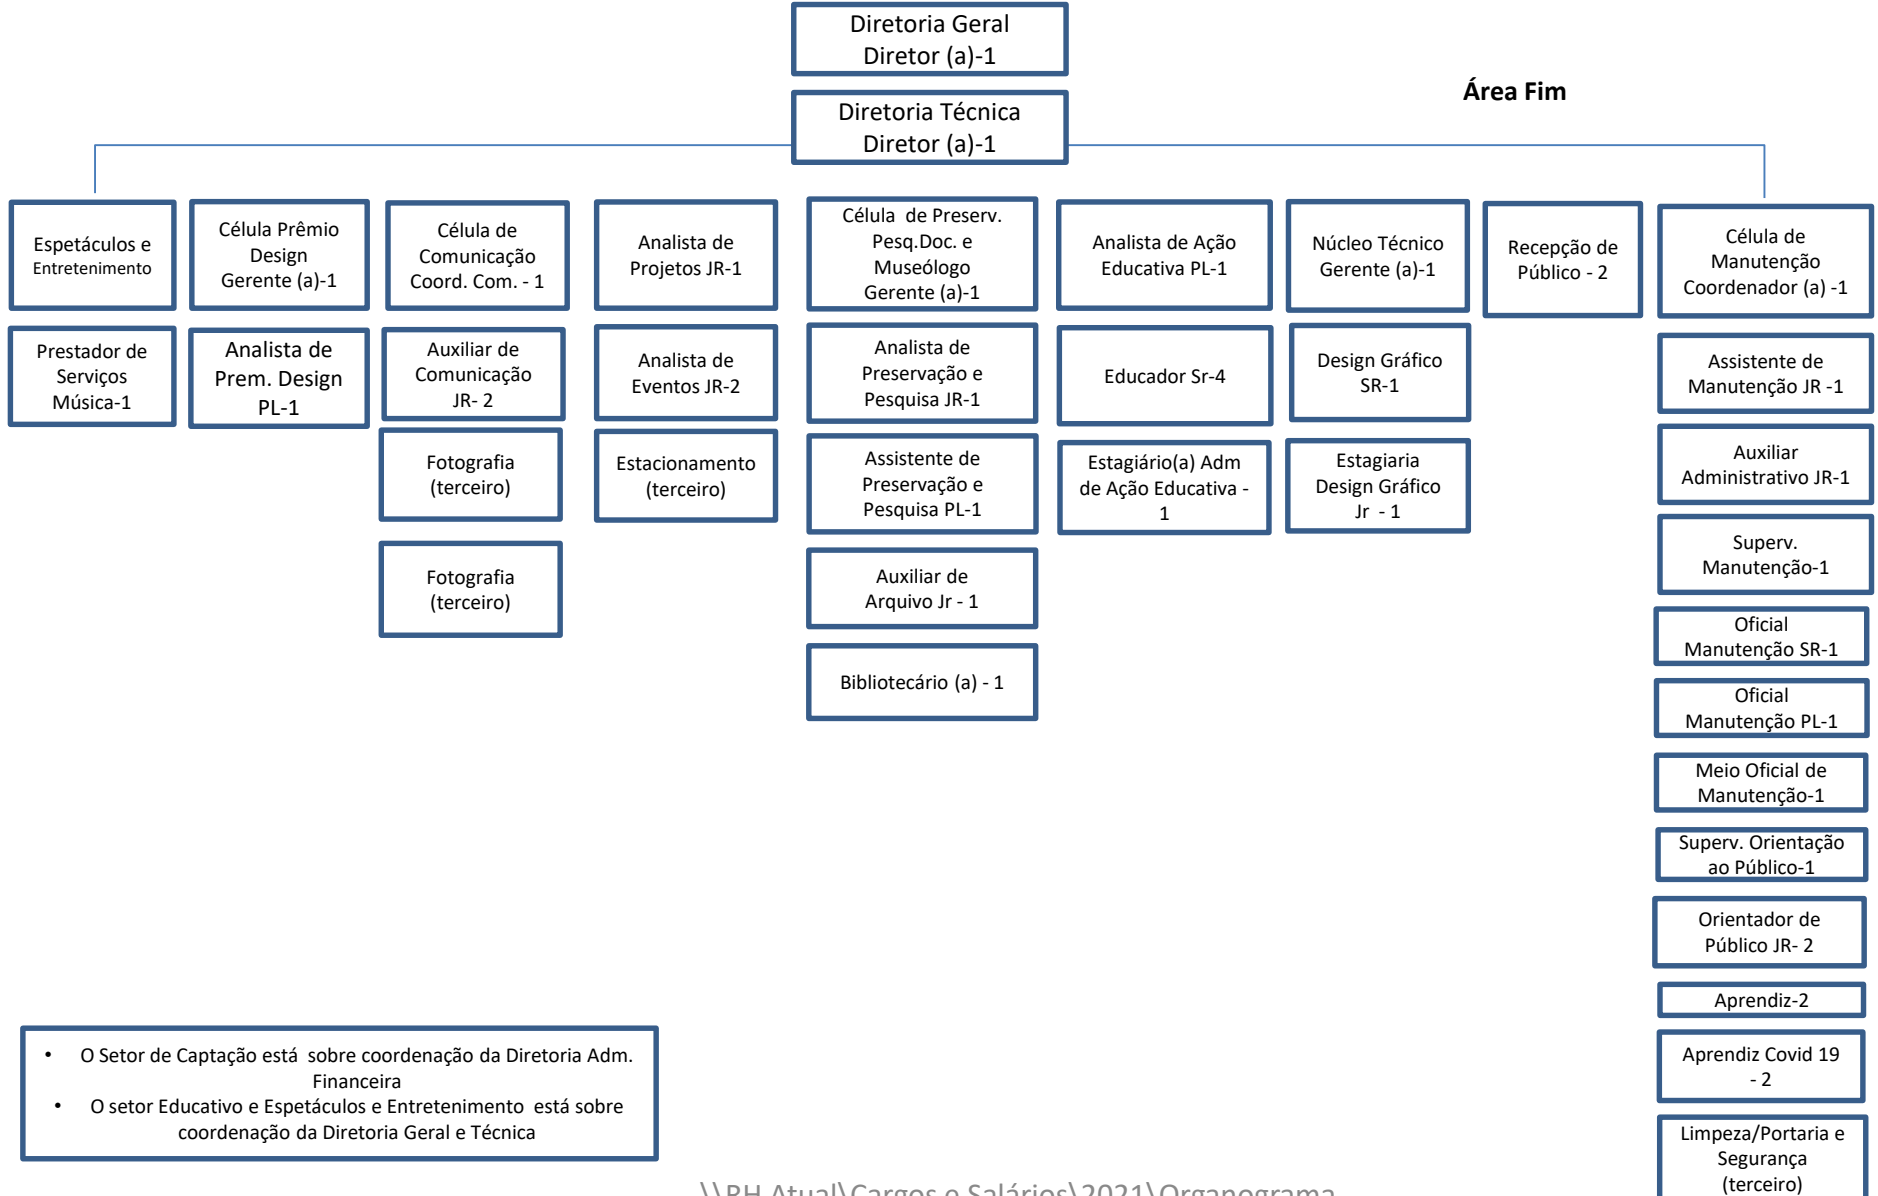 Diretoria Geral
Diretor (a)-1
Área Fim
Diretoria Técnica
Diretor (a)-1
Espetáculos e
Entretenimento
Célula Prêmio
Design
Gerente (a)-1
Célula de
Comunicação
Coord. Com. - 1
Analista de
Projetos JR-1
Célula  de Preserv.
Pesq.Doc. e
Museólogo
Gerente (a)-1
Analista de Ação
Educativa PL-1
Núcleo Técnico
Gerente (a)-1
Recepção de
Público - 2
Célula de
Manutenção
Coordenador (a) -1
Prestador de
Serviços
Música-1
Analista de
Prem. Design
PL-1
Auxiliar de
Comunicação
JR- 2
Analista de
Eventos JR-2
Analista de
Preservação e
Pesquisa JR-1
Educador Sr-4
Design Gráfico
SR-1
Assistente de
Manutenção JR -1
Fotografia
(terceiro)
Estacionamento
(terceiro)
Assistente de
Preservação e
Pesquisa PL-1
Estagiário(a) Adm
de Ação Educativa -
1
Estagiaria
Design Gráfico
Jr  - 1
Auxiliar
Administrativo JR-1
Fotografia
(terceiro)
Auxiliar de
Arquivo Jr - 1
Superv.
Manutenção-1
Bibliotecário (a) - 1
Oficial
Manutenção SR-1
Oficial
Manutenção PL-1
Meio Oficial de
Manutenção-1
Superv. Orientação
ao Público-1
Orientador de
Público JR- 2
Aprendiz-2
Aprendiz Covid 19
- 2
Limpeza/Portaria e
Segurança
(terceiro)
• O Setor de Captação está  sobre coordenação da Diretoria Adm.
Financeira
• O setor Educativo e Espetáculos e Entretenimento  está sobre
coordenação da Diretoria Geral e Técnica
\\RH Atual\Cargos e Salários\2021\Organograma